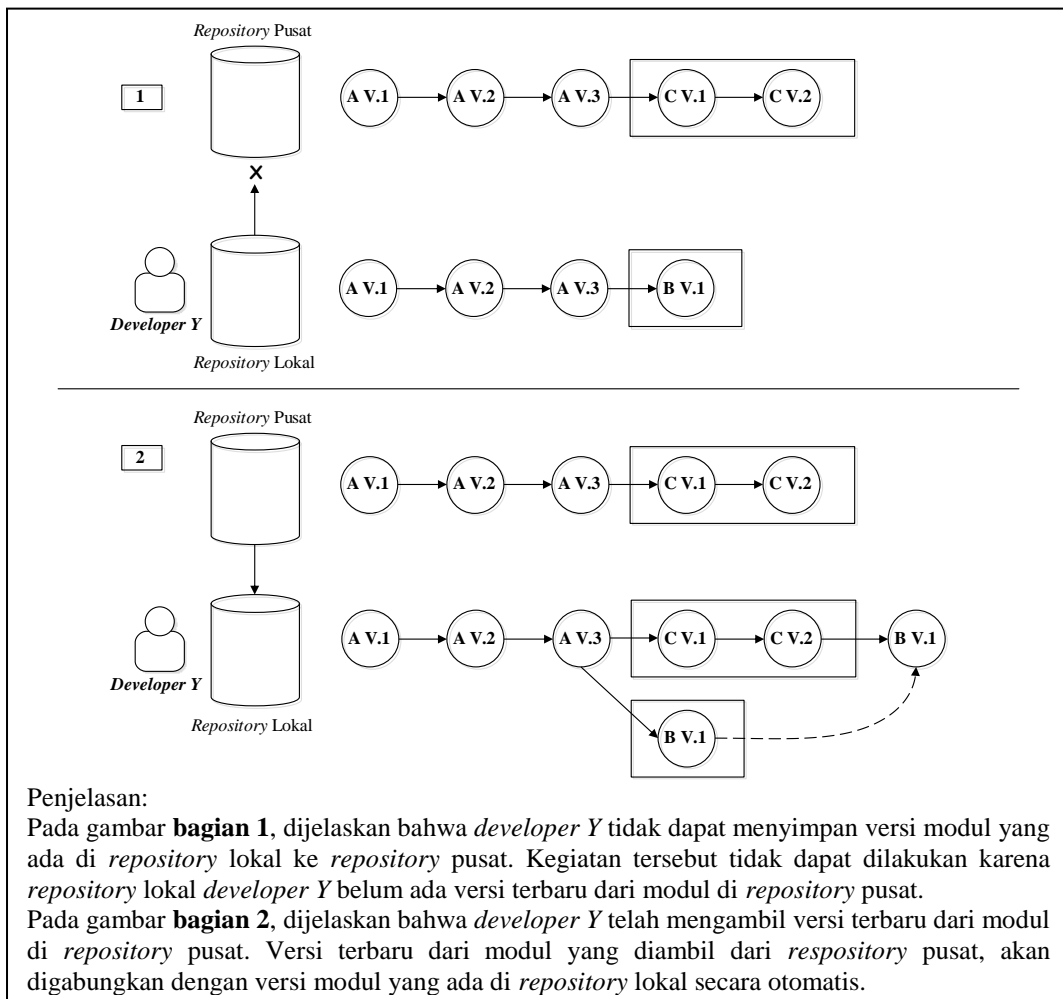 Repository Pusat
1
A V.1 A V.2 A V.3 C V.1 C V.2
X
A V.1 A V.2 A V.3 B V.1
Developer Y
Repository Lokal
Repository Pusat
2
A V.1 A V.2 A V.3 C V.1 C V.2
A V.1 A V.2 A V.3 C V.1 C V.2 B V.1
Developer Y
Repository Lokal
B V.1
Penjelasan:
Pada gambar bagian 1, dijelaskan bahwa developer Y tidak dapat menyimpan versi modul yang
ada di repository lokal ke repository pusat. Kegiatan tersebut tidak dapat dilakukan karena
repository lokal developer Y belum ada versi terbaru dari modul di repository pusat.
Pada gambar bagian 2, dijelaskan bahwa developer Y telah mengambil versi terbaru dari modul
di repository pusat. Versi terbaru dari modul yang diambil dari respository pusat, akan
digabungkan dengan versi modul yang ada di repository lokal secara otomatis.